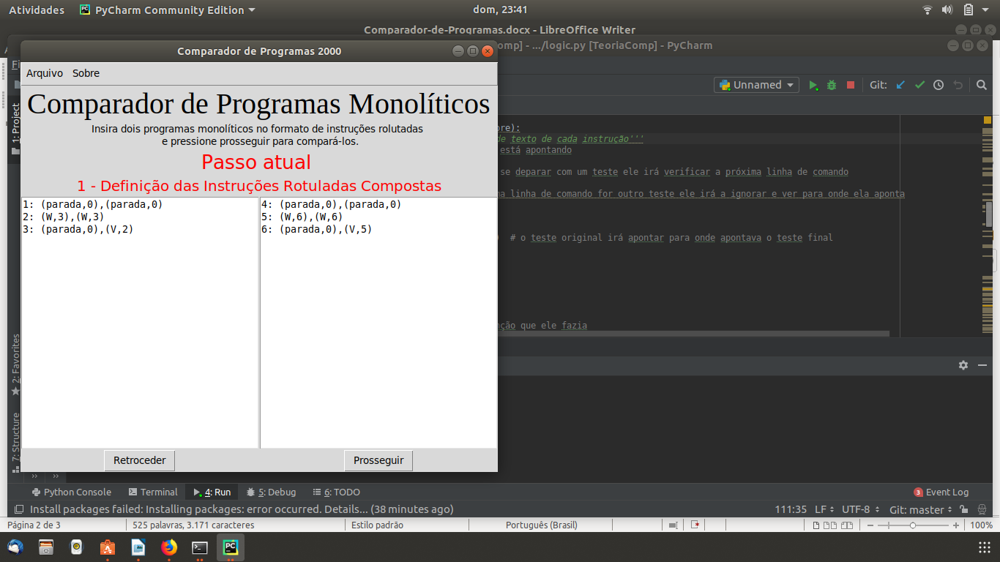 Atividades PyCharm Community Edition dom, 23:41
Comparador-de-Programas.docx - LibreOffice Writer
Comparador de Programas 2000
omp] - .../logic.py [TeoriaComp] - PyCharm
Arquivo Sobre
Unnamed Git:
Comparador de Programas Monolíticos
Insira dois programas monolíticos no formato de instruções rolutadas
e pressione prosseguir para compará-los.
Passo atual
1 - Definição das Instruções Rotuladas Compostas
1: (parada,0),(parada,0)
2: (W,3),(W,3)
3: (parada,0),(V,2)
4: (parada,0),(parada,0)
5: (W,6),(W,6)
6: (parada,0),(V,5)
Retroceder Prosseguir
1: Project
2: Favorites
7: Structure
ore):
de texto de cada instrução'''
está apontando
se deparar com um teste ele irá verificar a próxima linha de comando
ma linha de comando for outro teste ele irá a ignorar e ver para onde ela aponta
) # o teste original irá apontar para onde apontava o teste final
nção que ele fazia
Python Console Terminal 4: Run 5: Debug 6: TODO 3 Event Log
Install packages failed: Installing packages: error occurred. Details... (38 minutes ago) 111:35 LF UTF-8 Git: master
Página 2 de 3 525 palavras, 3.171 caracteres Estilo padrão Português (Brasil) 100%